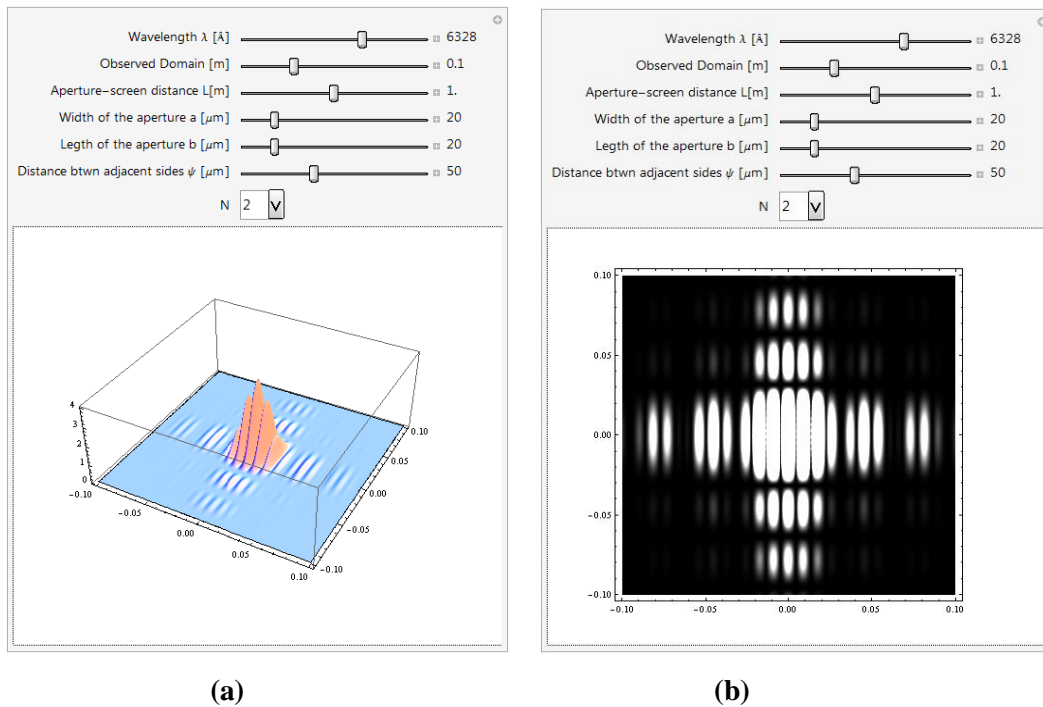 Wavelength λ [Å] 6328
Observed Domain [m] 0.1
Aperture-screen distance L[m] 1.
Width of the aperture a [μm] 20
Legth of the aperture b [μm] 20
Distance btwn adjacent sides ψ [μm] 50
N 2
4
3
2
1
0
-0.10
-0.05
0.00
0.05
0.10
-0.10
-0.05
0.00
0.05
0.10
(a)
Wavelength λ [Å] 6328
Observed Domain [m] 0.1
Aperture-screen distance L[m] 1.
Width of the aperture a [μm] 20
Legth of the aperture b [μm] 20
Distance btwn adjacent sides ψ [μm] 50
N 2
0.10
0.05
0.00
-0.05
-0.10
-0.10 -0.05 0.00 0.05 0.10
(b)